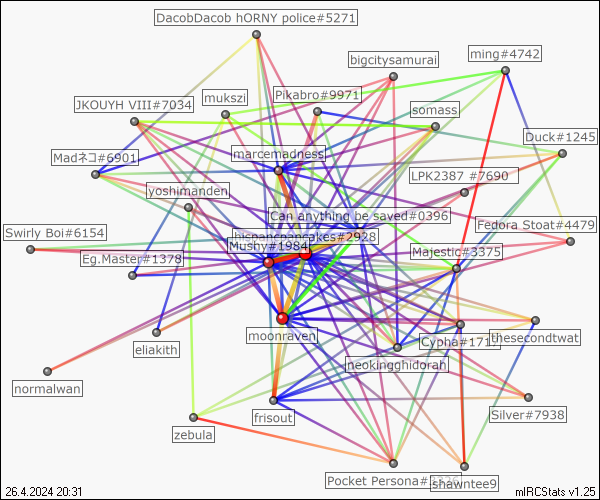 DacobDacob hORNY police#5271
ming#4742
bigcitysamurai
Pikabro#9971
mukszi
JKOUYH VIII#7034
somass
Duck#1245
marcemadness
Madネコ#6901
LPK2387 #7690
yoshimanden
Can anything be saved#0396
Fedora Stoat#4479
Swirly Boi#6154
hispanicpancakes#2928
Mushy#1984
Majestic#3375
Eg.Master#1378
moonraven
Cypha#171
thesecondtwat
eliakith
neokingghidorah
normalwan
Silver#7938
frisout
zebula
Pocket Persona#
shawntee9
26.4.2024 20:31
mIRCStats v1.25